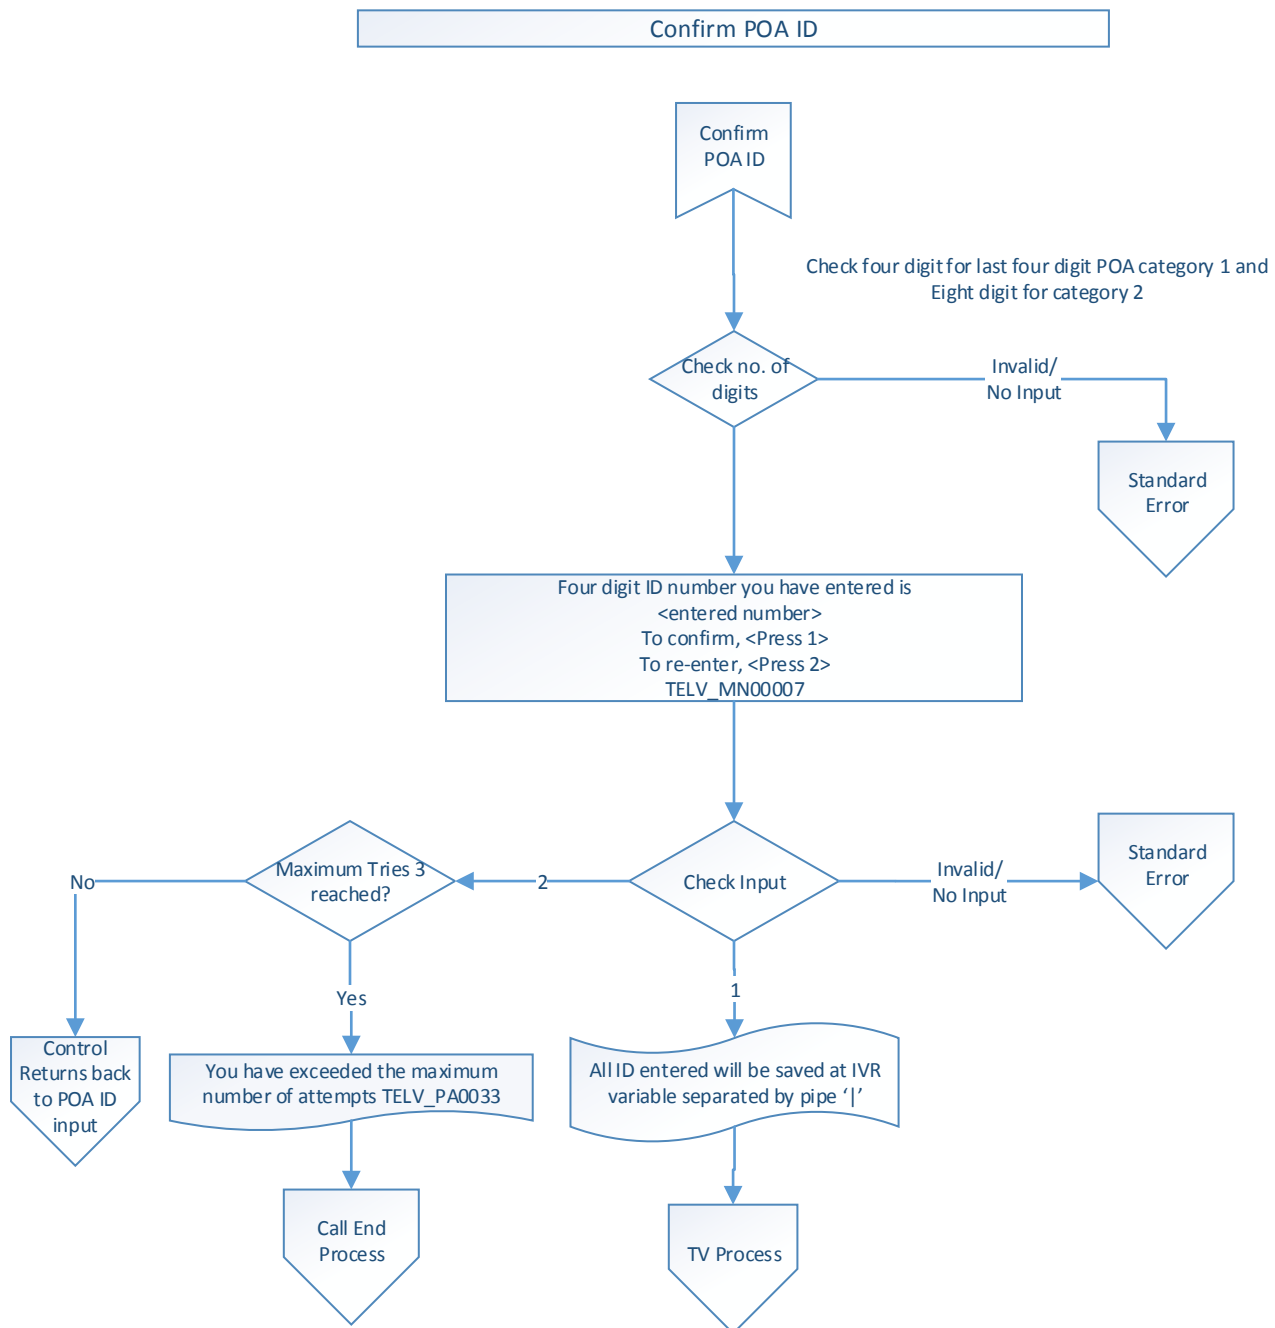 Confirm POA ID
Confirm
POA ID
Check four digit for last four digit POA category 1 and
Eight digit for category 2
Check no. of
digits
Invalid/
No Input
Standard
Error
Four digit ID number you have entered is
<entered number>
To confirm, <Press 1>
To re-enter, <Press 2>
TELV_MN00007
Maximum Tries 3
reached?
No
2
Check Input
Invalid/
No Input
Standard
Error
Yes
1
Control
Returns back
to POA ID
input
You have exceeded the maximum
number of attempts TELV_PA0033
All ID entered will be saved at IVR
variable separated by pipe ‘|’
Call End
Process
TV Process